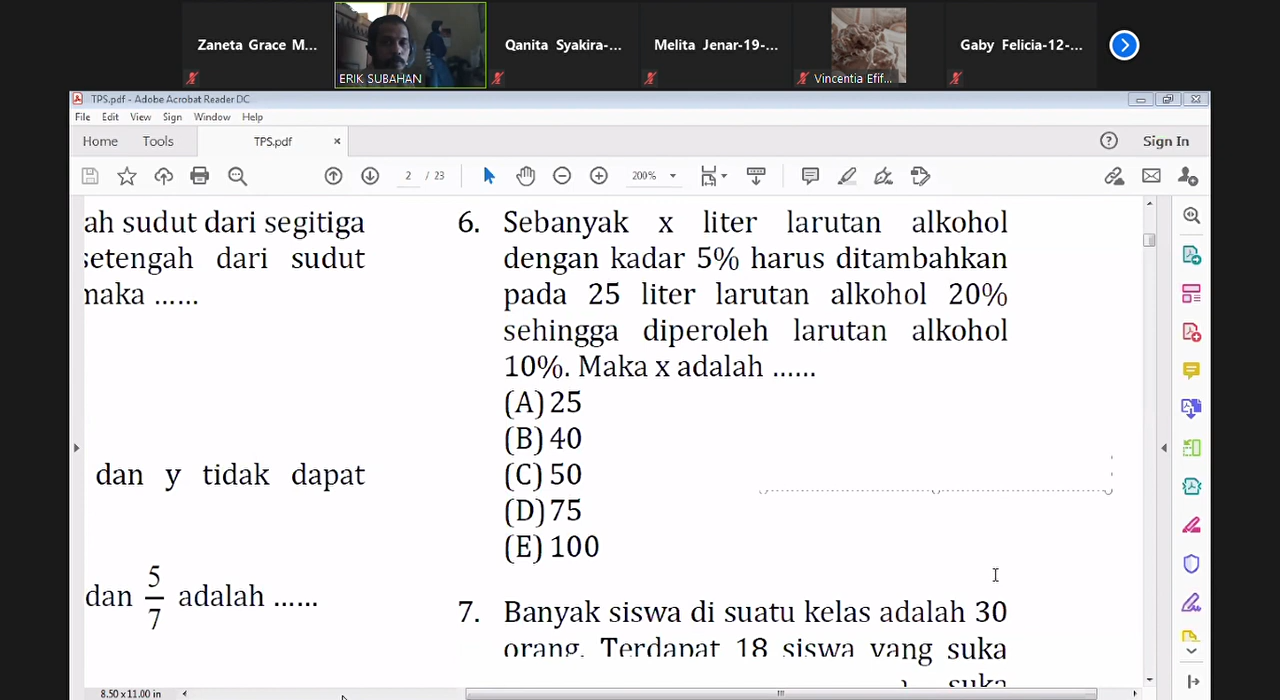 Zaneta Grace M...
ERIK SUBAHAN
Qanita Syakira-...
Melita Jenar-19-...
Vincentia Efif...
Gaby Felicia-12-...
TPS.pdf - Adobe Acrobat Reader DC
File Edit View Sign Window Help
Home Tools TPS.pdf × Sign In
2 / 23 200%
ah sudut dari segitiga
setengah dari sudut
maka ......
dan y tidak dapat
dan 5/7 adalah ......
6. Sebanyak x liter larutan alkohol
dengan kadar 5% harus ditambahkan
pada 25 liter larutan alkohol 20%
sehingga diperoleh larutan alkohol
10%. Maka x adalah ......
(A) 25
(B) 40
(C) 50
(D) 75
(E) 100
7. Banyak siswa di suatu kelas adalah 30
orang. Terdapat 18 siswa yang suka
suka
8.50 x 11.00 in